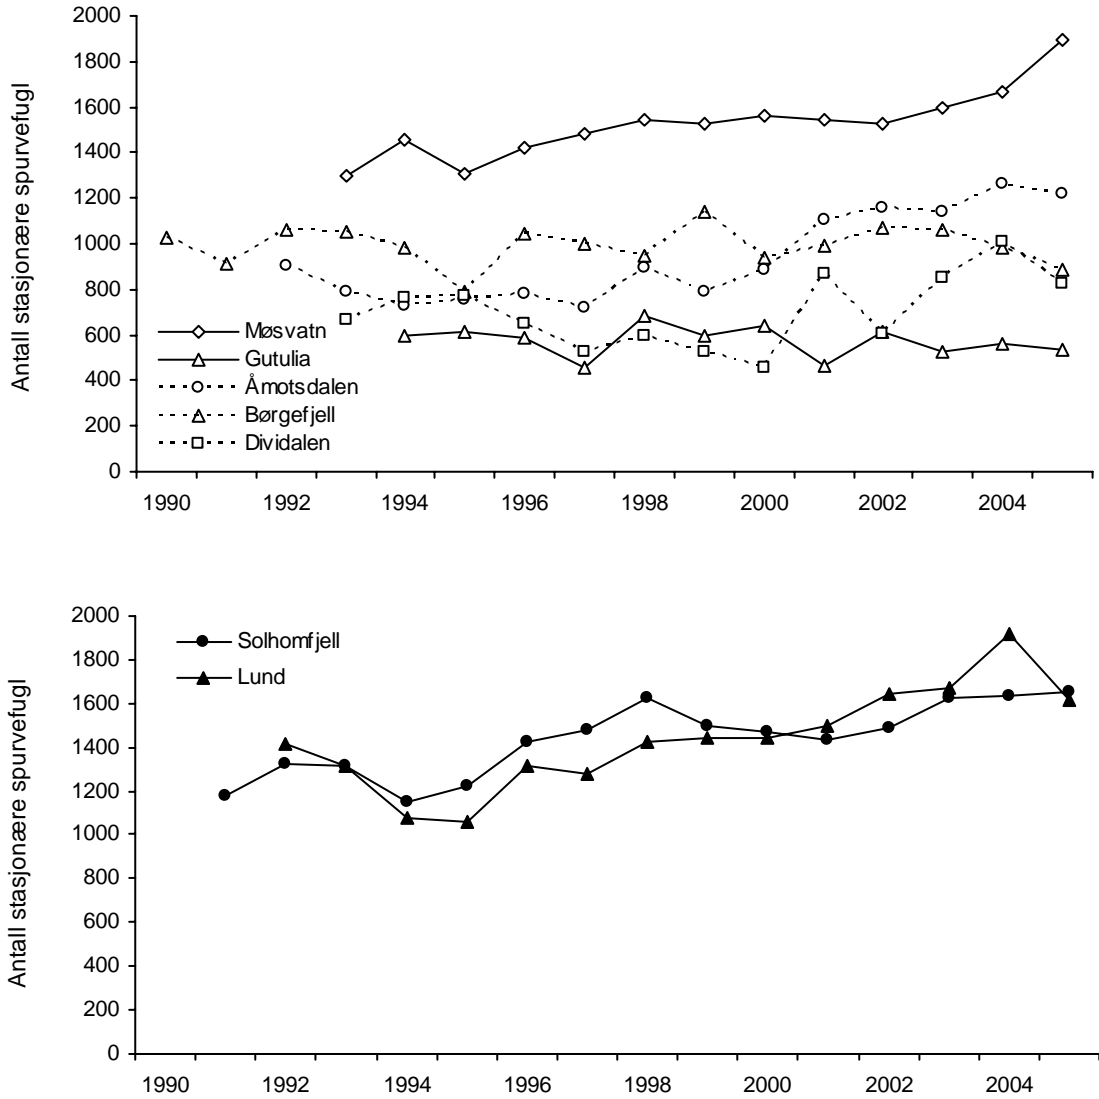 2000
1800
1600
1400
1200
1000
800
600
400
200
0
Antall stasjonære spurvefugl
Møsvatn
Gutulia
Åmotsdalen
Børgefjell
Dividalen
1990 1992 1994 1996 1998 2000 2002 2004
2000
1800
1600
1400
1200
1000
800
600
400
200
0
Antall stasjonære spurvefugl
Solhomfjell
Lund
1990 1992 1994 1996 1998 2000 2002 2004